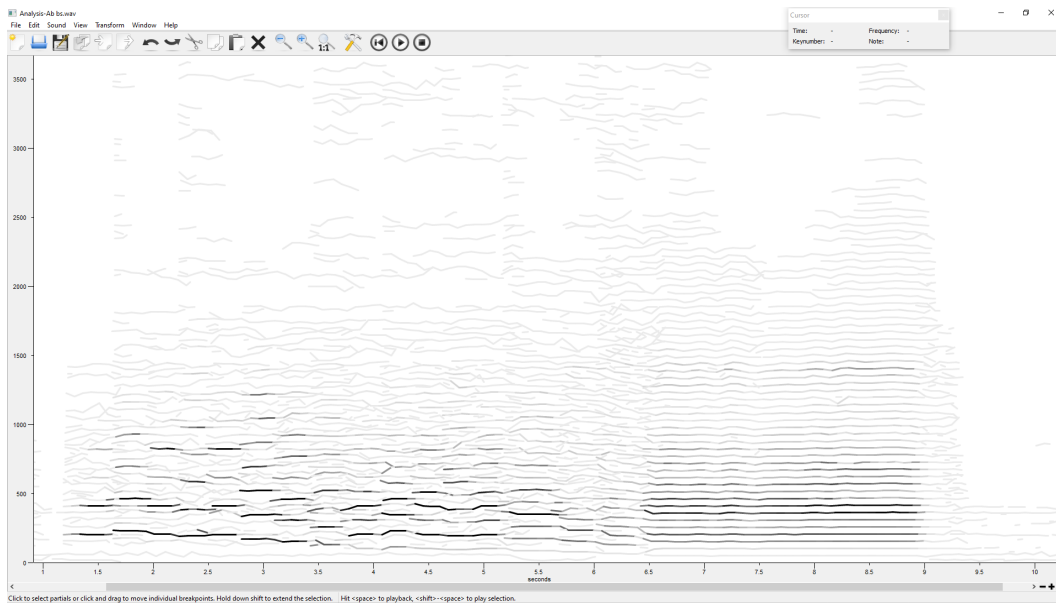 Analysis-Ab bs.wav
File Edit Sound View Transform Window Help
1:1
Cursor
Time: - Frequency: -
Keynumber: - Note: -
3500
3000
2500
2000
1500
1000
500
0
1 1.5 2 2.5 3 3.5 4 4.5 5 5.5 6 6.5 7 7.5 8 8.5 9 9.5 10
seconds
Click to select partials or click and drag to move individual breakpoints. Hold down shift to extend the selection. Hit <space> to playback, <shift>-<space> to play selection.